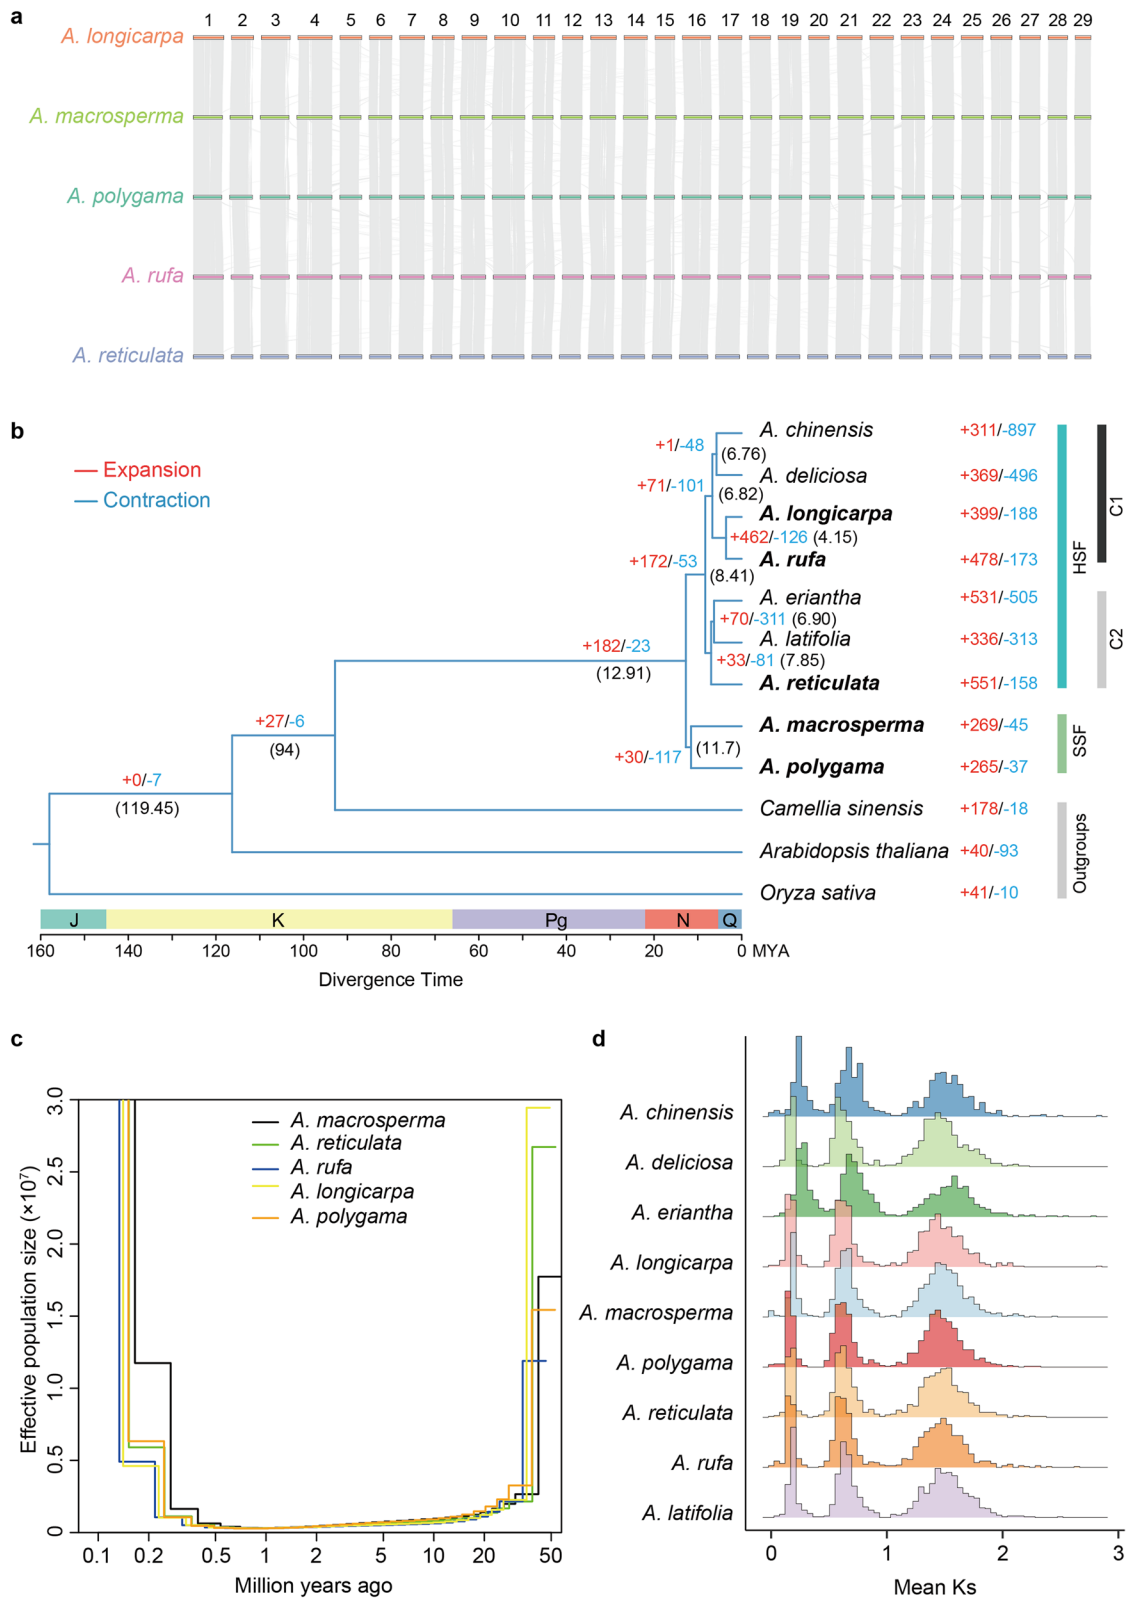 a
1 2 3 4 5 6 7 8 9 10 11 12 13 14 15 16 17 18 19 20 21 22 23 24 25 26 27 28 29
A. longicarpa
A. macrosperma
A. polygama
A. rufa
A. reticulata
b
Expansion
Contraction
+1/-48
(6.76)
+71/-101
(6.82)
+462/-126 (4.15)
+172/-53
(8.41)
+70/-311 (6.90)
+33/-81 (7.85)
+182/-23
(12.91)
+30/-117
(11.7)
+27/-6
(94)
+0/-7
(119.45)
A. chinensis +311/-897
A. deliciosa +369/-496
A. longicarpa +399/-188
A. rufa +478/-173
A. eriantha +531/-505
A. latifolia +336/-313
A. reticulata +551/-158
A. macrosperma +269/-45
A. polygama +265/-37
Camellia sinensis +178/-18
Arabidopsis thaliana +40/-93
Oryza sativa +41/-10
HSF
C1
C2
SSF
Outgroups
J K Pg N Q
160 140 120 100 80 60 40 20 0 MYA
Divergence Time
c
Effective population size (×10⁷)
3.0
2.5
2.0
1.5
1.0
0.5
0
A. macrosperma
A. reticulata
A. rufa
A. longicarpa
A. polygama
0.1 0.2 0.5 1 2 5 10 20 50
Million years ago
d
A. chinensis
A. deliciosa
A. eriantha
A. longicarpa
A. macrosperma
A. polygama
A. reticulata
A. rufa
A. latifolia
0 1 2 3
Mean Ks